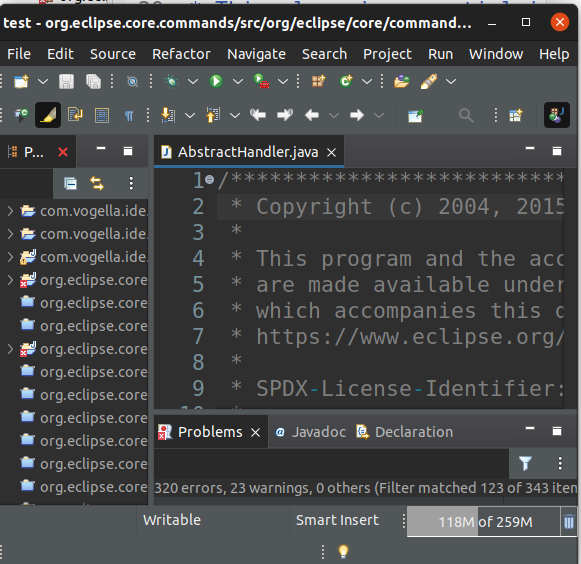 test - org.eclipse.core.commands/src/org/eclipse/core/command...
File Edit Source Refactor Navigate Search Project Run Window Help
P...
AbstractHandler.java
com.vogella.ide.
com.vogella.ide.
com.vogella.ide.
org.eclipse.core
org.eclipse.core
org.eclipse.core
org.eclipse.core
org.eclipse.core
org.eclipse.core
org.eclipse.core
org.eclipse.core
org.eclipse.core
org.eclipse.core
1 /***************************
2 * Copyright (c) 2004, 2015
3 *
4 * This program and the acc
5 * are made available under
6 * which accompanies this d
7 * https://www.eclipse.org/
8 *
9 * SPDX-License-Identifier:
10 *
Problems Javadoc Declaration
320 errors, 23 warnings, 0 others (Filter matched 123 of 343 item
Writable Smart Insert 118M of 259M